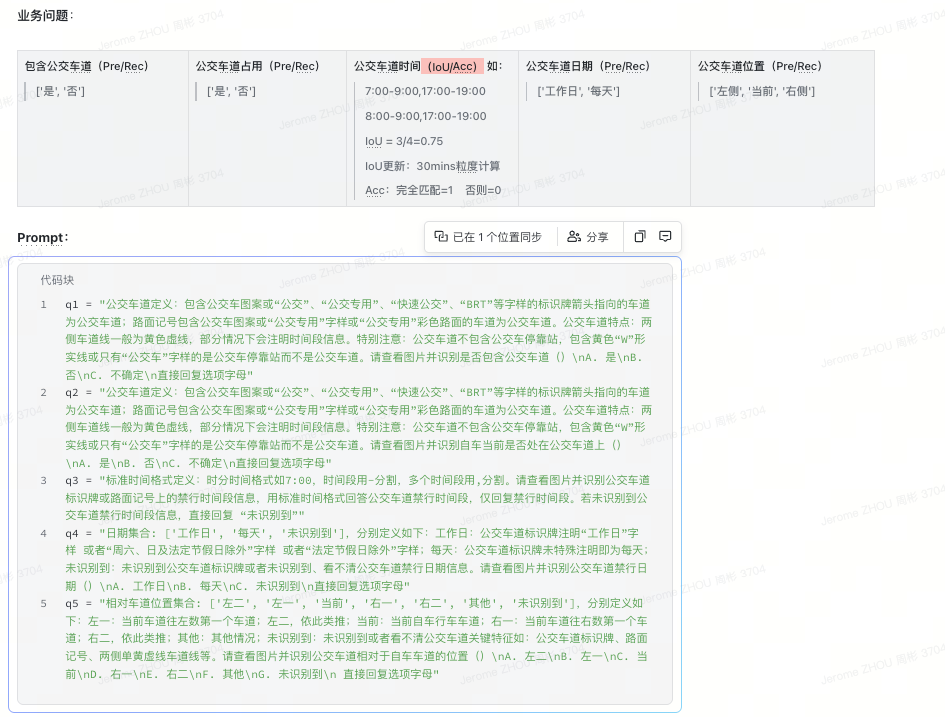 业务问题：
包含公交车道（Pre/Rec）
公交车道占用（Pre/Rec）
公交车道时间（IoU/Acc）如：
公交车道日期（Pre/Rec）
公交车道位置（Pre/Rec）
['是', '否']
['是', '否']
7:00-9:00,17:00-19:00
8:00-9:00,17:00-19:00
IoU = 3/4=0.75
IoU更新：30mins粒度计算
Acc：完全匹配=1 否则=0
['工作日', '每天']
['左侧', '当前', '右侧']
Prompt：
已在 1 个位置同步
分享
代码块
1 q1 = "公交车道定义：包含公交车图案或“公交”、“公交专用”、“快速公交”、“BRT”等字样的标识牌箭头指向的车道
为公交车道；路面记号包含公交车图案或“公交专用”字样或“公交专用”彩色路面的车道为公交车道。公交车道特点：两
侧车道线一般为黄色虚线，部分情况下会注明时间段信息。特别注意：公交车道不包含公交车停靠站，包含黄色“W”形
实线或只有“公交车”字样的是公交车停靠站而不是公交车道。请查看图片并识别是否包含公交车道（）\nA. 是\nB.
否\nC. 不确定\n直接回复选项字母"
2 q2 = "公交车道定义：包含公交车图案或“公交”、“公交专用”、“快速公交”、“BRT”等字样的标识牌箭头指向的车道
为公交车道；路面记号包含公交车图案或“公交专用”字样或“公交专用”彩色路面的车道为公交车道。公交车道特点：两
侧车道线一般为黄色虚线，部分情况下会注明时间段信息。特别注意：公交车道不包含公交车停靠站，包含黄色“W”形
实线或只有“公交车”字样的是公交车停靠站而不是公交车道。请查看图片并识别自车当前是否处在公交车道上（）
\nA. 是\nB. 否\nC. 不确定\n直接回复选项字母"
3 q3 = "标准时间格式定义：时分时间格式如7:00，时间段用-分割，多个时间段用,分割。请查看图片并识别公交车道
标识牌或路面记号上的禁行时间段信息，用标准时间格式回答公交车道禁行时间段，仅回复禁行时间段。若未识别到公
交车道禁行时间段信息，直接回复 “未识别到”"
4 q4 = "日期集合：['工作日', '每天', '未识别到']，分别定义如下：工作日：公交车道标识牌注明“工作日”字
样 或者“周六、日及法定节假日除外”字样 或者“法定节假日除外”字样；每天：公交车道标识牌未特殊注明即为每天；
未识别到：未识别到公交车道标识牌或者未识别到、看不清公交车道禁行日期信息。请查看图片并识别公交车道禁行日
期（）\nA. 工作日\nB. 每天\nC. 未识别到\n直接回复选项字母"
5 q5 = "相对车道位置集合：['左二', '左一', '当前', '右一', '右二', '其他', '未识别到']，分别定义如
下：左一：当前车道往左数第一个车道；左二，依此类推；当前：当前自车行车车道；右一：当前车道往右数第一个车
道；右二，依此类推；其他：其他情况；未识别到：未识别到或者看不清公交车道关键特征如：公交车道标识牌、路面
记号、两侧单黄虚线车道线等。请查看图片并识别公交车道相对于自车车道的位置（）\nA. 左二\nB. 左一\nC. 当
前\nD. 右一\nE. 右二\nF. 其他\nG. 未识别到\n 直接回复选项字母"
Jerome ZHOU 周彬 3704